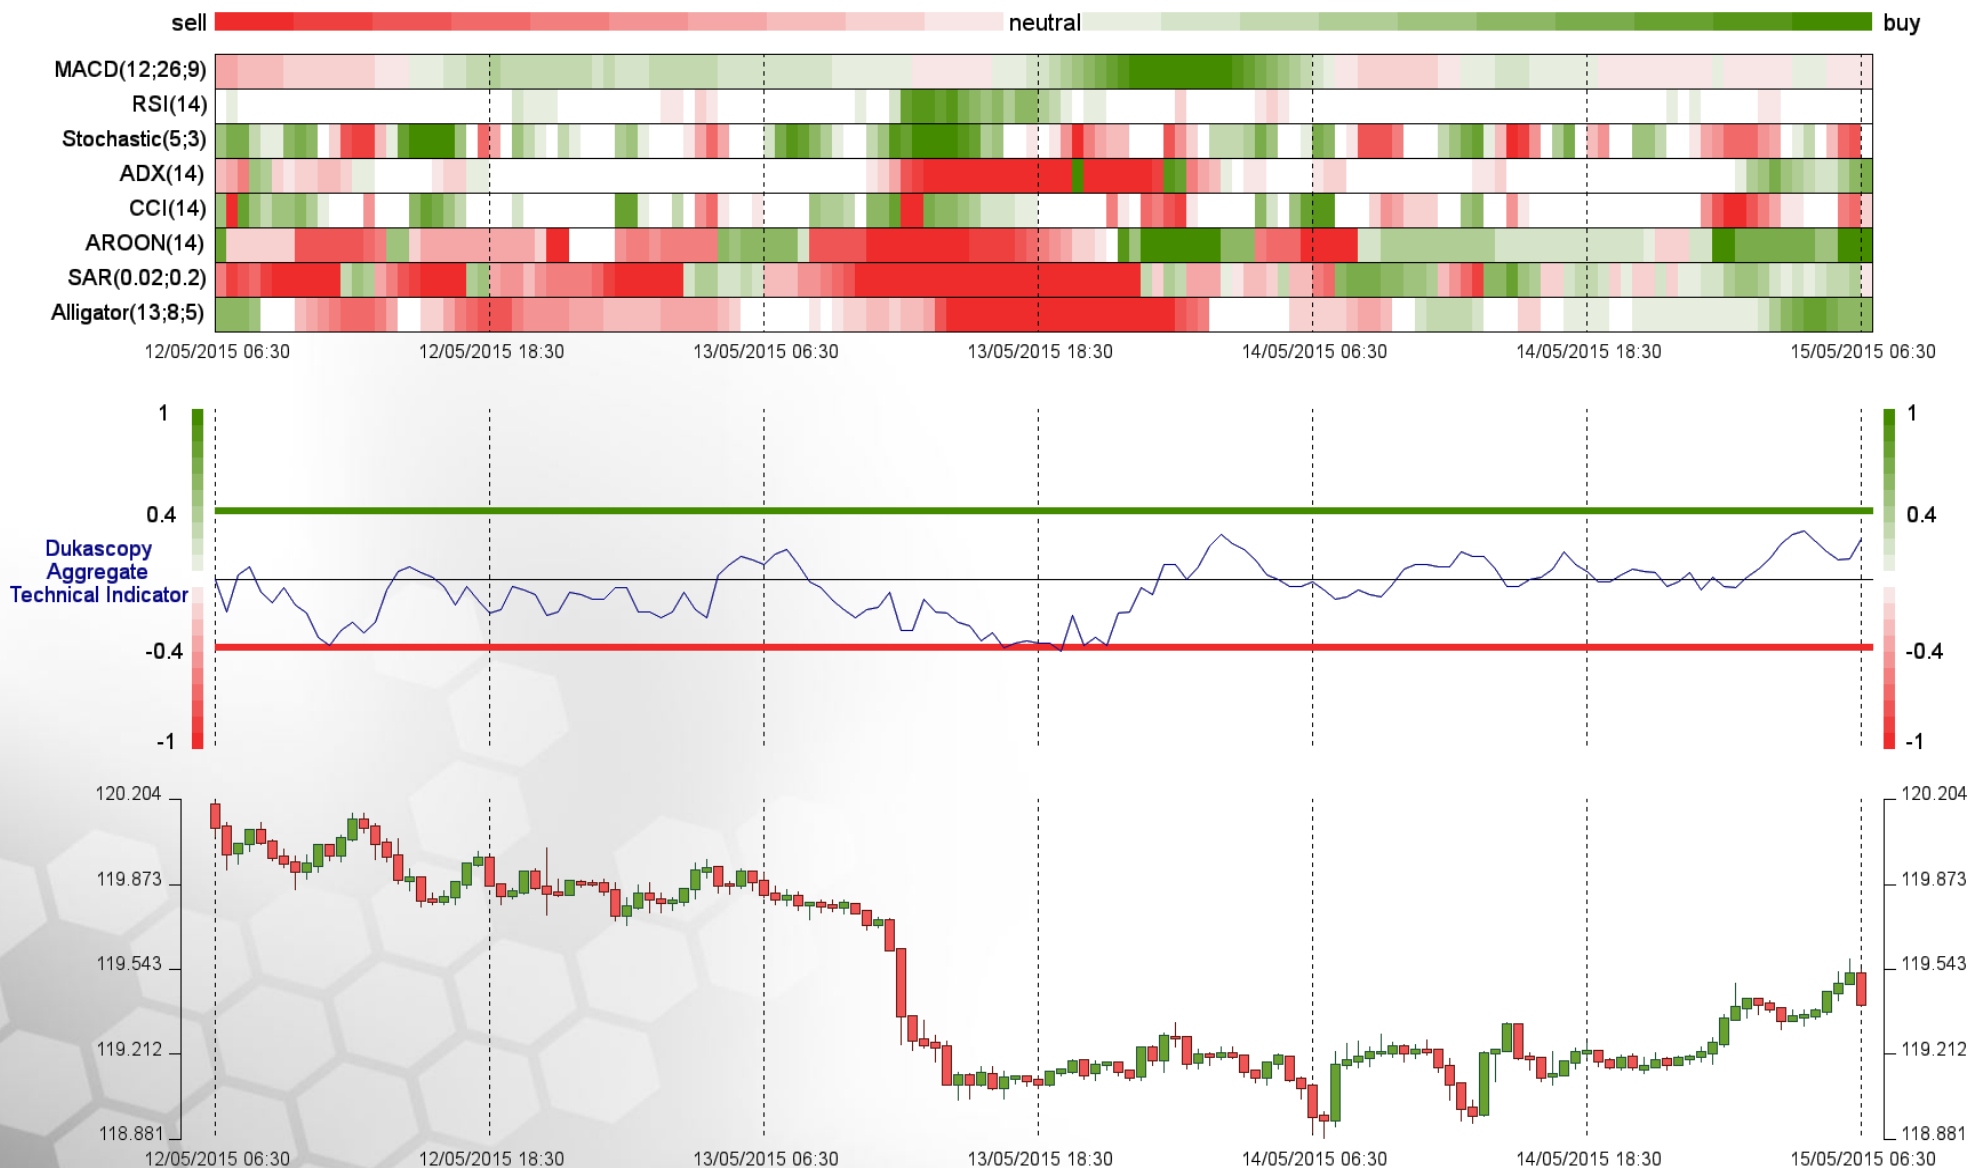 sell neutral buy
MACD(12;26;9)
RSI(14)
Stochastic(5;3)
ADX(14)
CCI(14)
AROON(14)
SAR(0.02;0.2)
Alligator(13;8;5)
12/05/2015 06:30 12/05/2015 18:30 13/05/2015 06:30 13/05/2015 18:30 14/05/2015 06:30 14/05/2015 18:30 15/05/2015 06:30
1 1
0.4 0.4
Dukascopy
Aggregate
Technical Indicator
-0.4 -0.4
-1 -1
120.204 120.204
119.873 119.873
119.543 119.543
119.212 119.212
118.881 118.881
12/05/2015 06:30 12/05/2015 18:30 13/05/2015 06:30 13/05/2015 18:30 14/05/2015 06:30 14/05/2015 18:30 15/05/2015 06:30